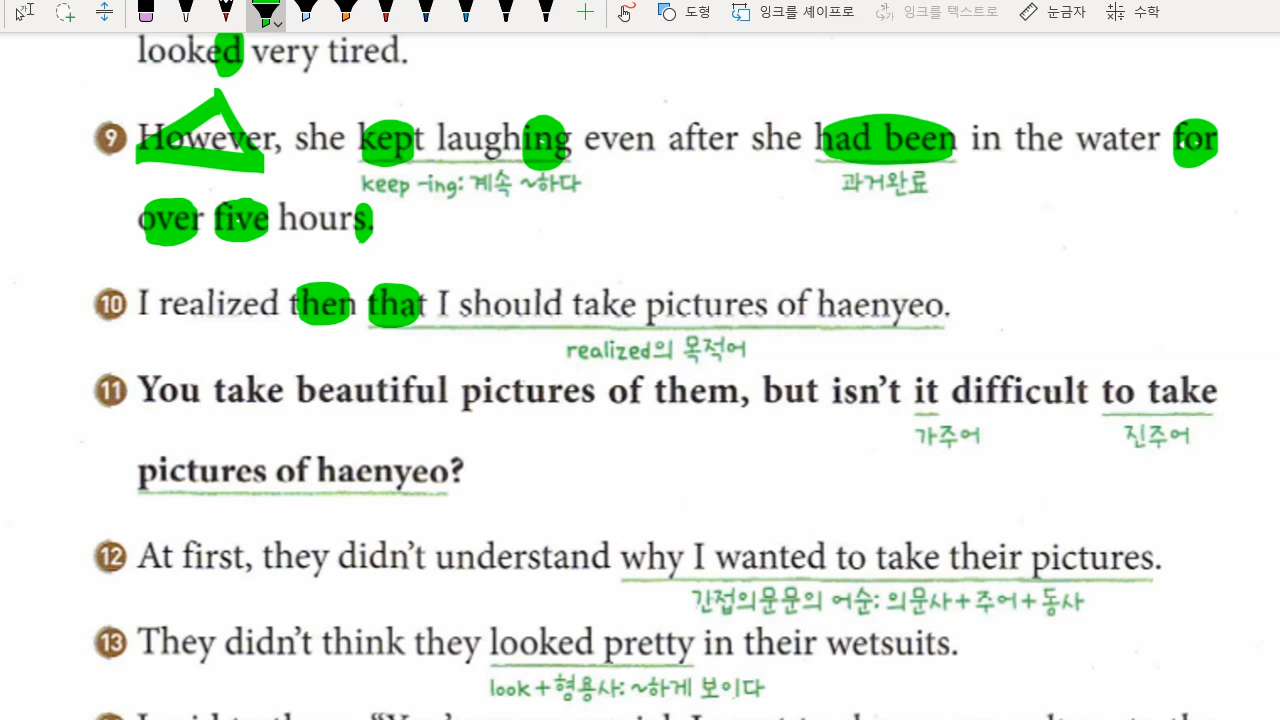 도형 잉크를 셰이프로 잉크를 텍스트로 눈금자 수학
looked very tired.
9 However, she kept laughing even after she had been in the water for
keep -ing: 계속 ~하다 과거완료
over five hours.
10 I realized then that I should take pictures of haenyeo.
realized의 목적어
11 You take beautiful pictures of them, but isn't it difficult to take
가주어 진주어
pictures of haenyeo?
12 At first, they didn't understand why I wanted to take their pictures.
간접의문문의 어순: 의문사+주어+동사
13 They didn't think they looked pretty in their wetsuits.
look+형용사: ~하게 보이다